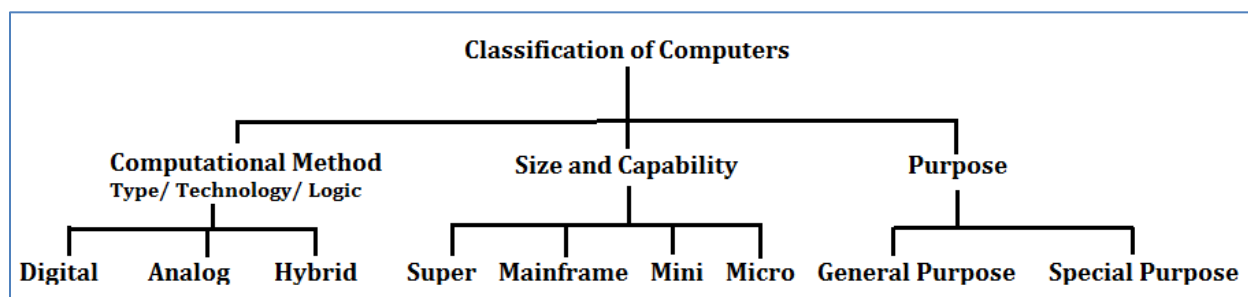 Classification of Computers
Computational Method Size and Capability Purpose
Type/ Technology/ Logic
Digital Analog Hybrid Super Mainframe Mini Micro General Purpose Special Purpose